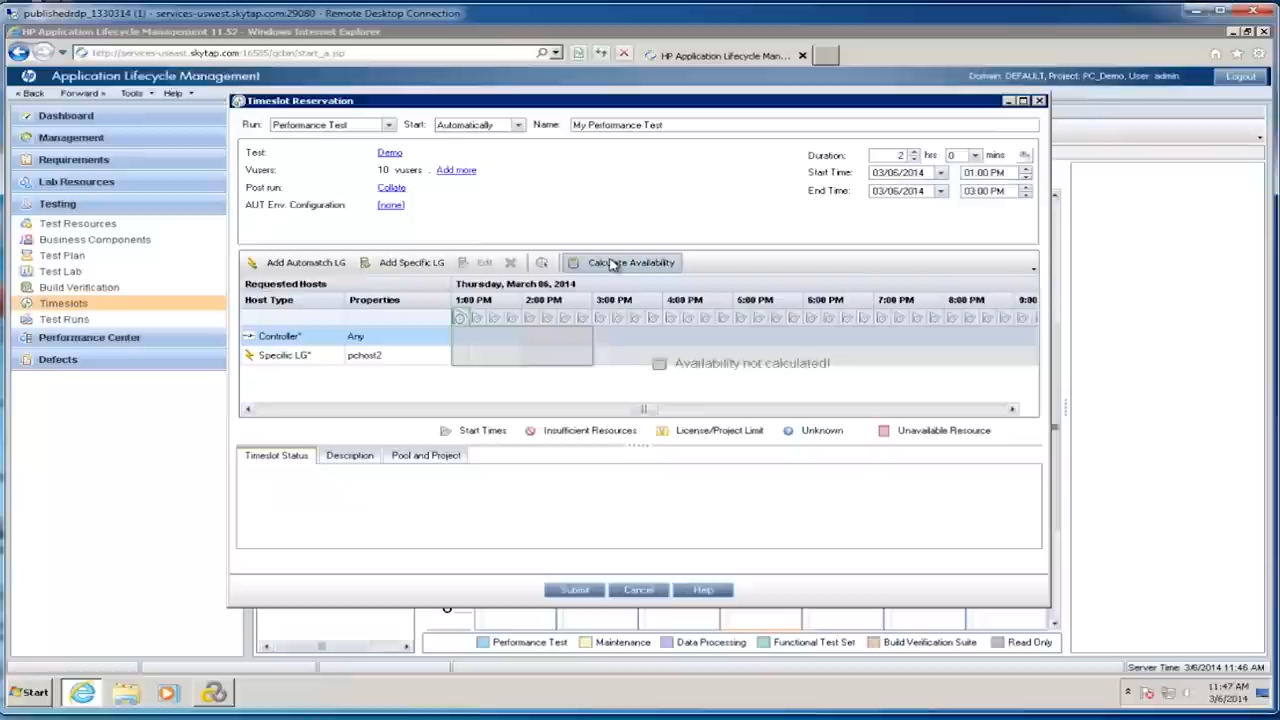 publishedrdp_1330314 (1) - services-uswest.skytap.com:29080 - Remote Desktop Connection
HP Application Lifecycle Management 11.52 - Windows Internet Explorer
http://services-useast.skytap.com:16585/qcbin/start_a.jsp
HP Application Lifecycle Man...
Application Lifecycle Management
Domain: DEFAULT, Project: PC_Demo, User: admin
Logout
« Back Forward » Tools Help
Dashboard
Management
Requirements
Lab Resources
Testing
Test Resources
Business Components
Test Plan
Test Lab
Build Verification
Timeslots
Test Runs
Performance Center
Defects
Timeslot Reservation
Run: Performance Test Start: Automatically Name: My Performance Test
Test: Demo
Vusers: 10 vusers . Add more
Post run: Collate
AUT Env. Configuration: [none]
Duration: 2 hrs 0 mins
Start Time: 03/06/2014 01:00 PM
End Time: 03/06/2014 03:00 PM
Add Automatch LG Add Specific LG Edit Calculate Availability
Requested Hosts Thursday, March 06, 2014
Host Type Properties 1:00 PM 2:00 PM 3:00 PM 4:00 PM 5:00 PM 6:00 PM 7:00 PM 8:00 PM 9:00
Controller* Any
Specific LG* pchost2
Availability not calculated!
Start Times Insufficient Resources License/Project Limit Unknown Unavailable Resource
Timeslot Status Description Pool and Project
Submit Cancel Help
Performance Test Maintenance Data Processing Functional Test Set Build Verification Suite Read Only
Server Time: 3/6/2014 11:46 AM
Start
11:47 AM
3/6/2014